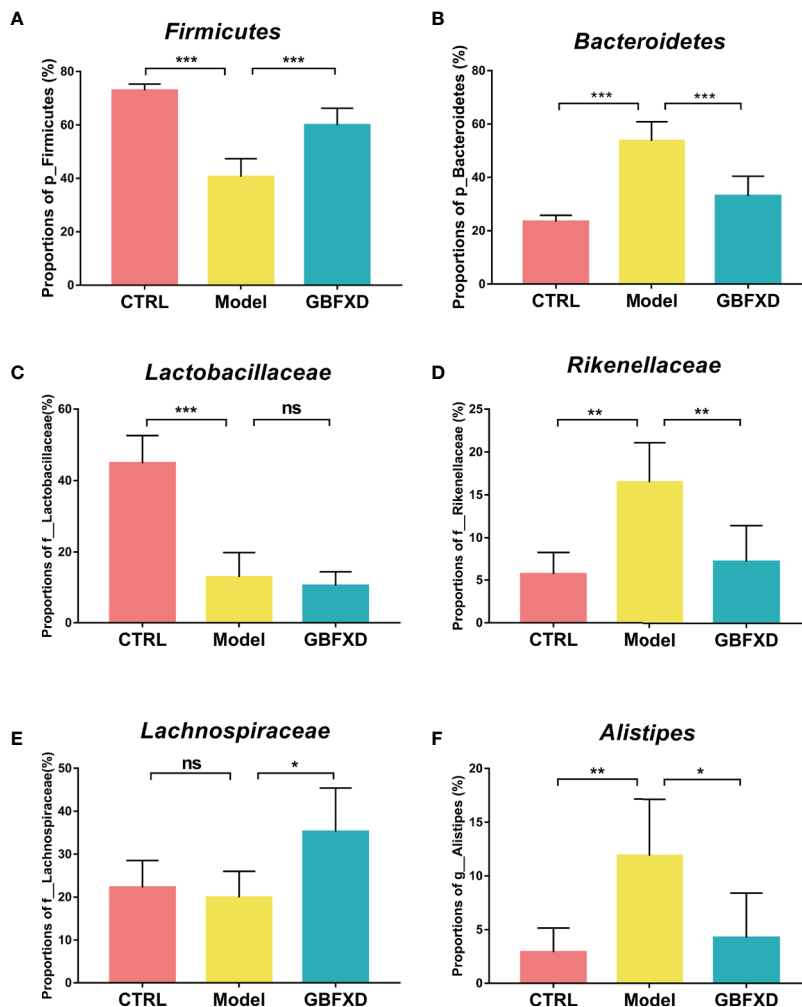 A
Firmicutes
Proportions of p_Firmicutes (%)
80
60
40
20
0
*** ***
CTRL Model GBFXD
B
Bacteroidetes
Proportions of p_Bacteroidetes (%)
80
60
40
20
0
*** ***
CTRL Model GBFXD
C
Lactobacillaceae
Proportions of f__Lactobacillaceae(%)
60
40
20
0
*** ns
CTRL Model GBFXD
D
Rikenellaceae
Proportions of f__Rikenellaceae (%)
25
20
15
10
5
0
** **
CTRL Model GBFXD
E
Lachnospiraceae
Proportions of f__Lachnospiraceae(%)
50
40
30
20
10
0
ns *
CTRL Model GBFXD
F
Alistipes
Proportions of g__Alistipes (%)
20
15
10
5
0
** *
CTRL Model GBFXD